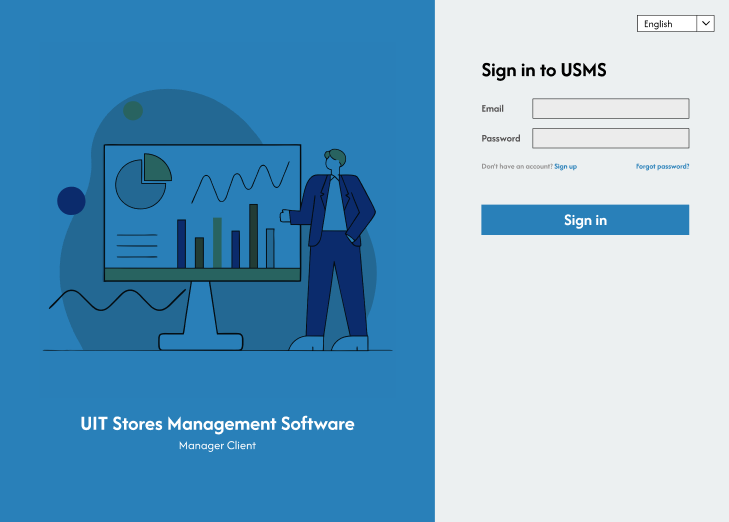 English
Sign in to USMS
Email
Password
Don't have an account? Sign up
Forgot password?
Sign in
UIT Stores Management Software
Manager Client